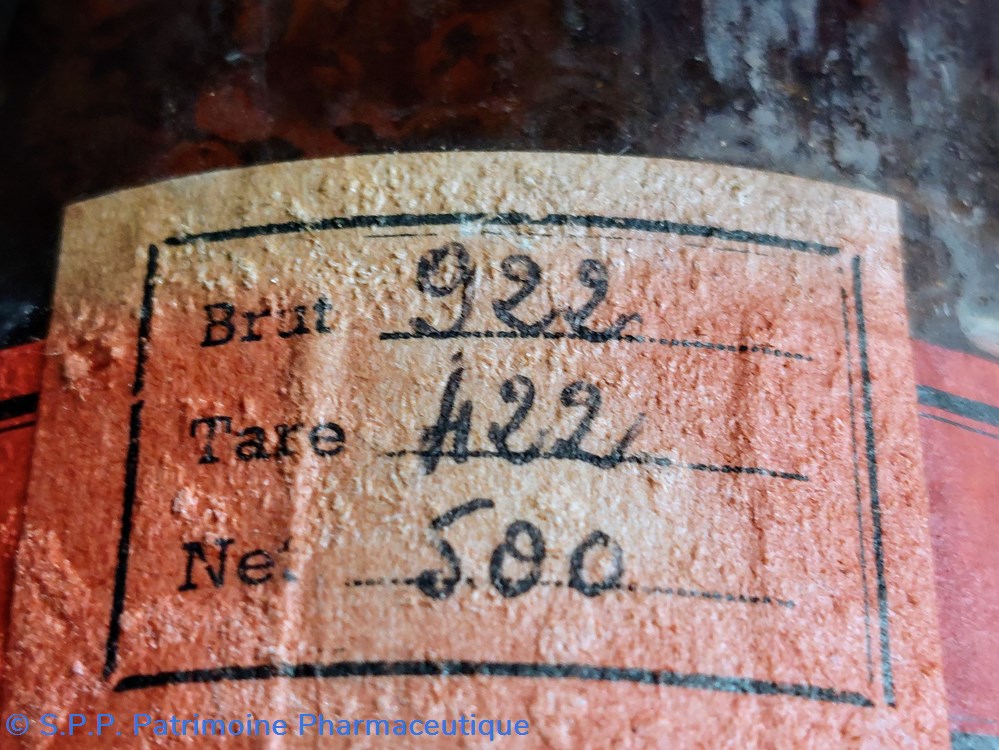 Brut 922
Tare 422
Net 500
© S.P.P. Patrimoine Pharmaceutique